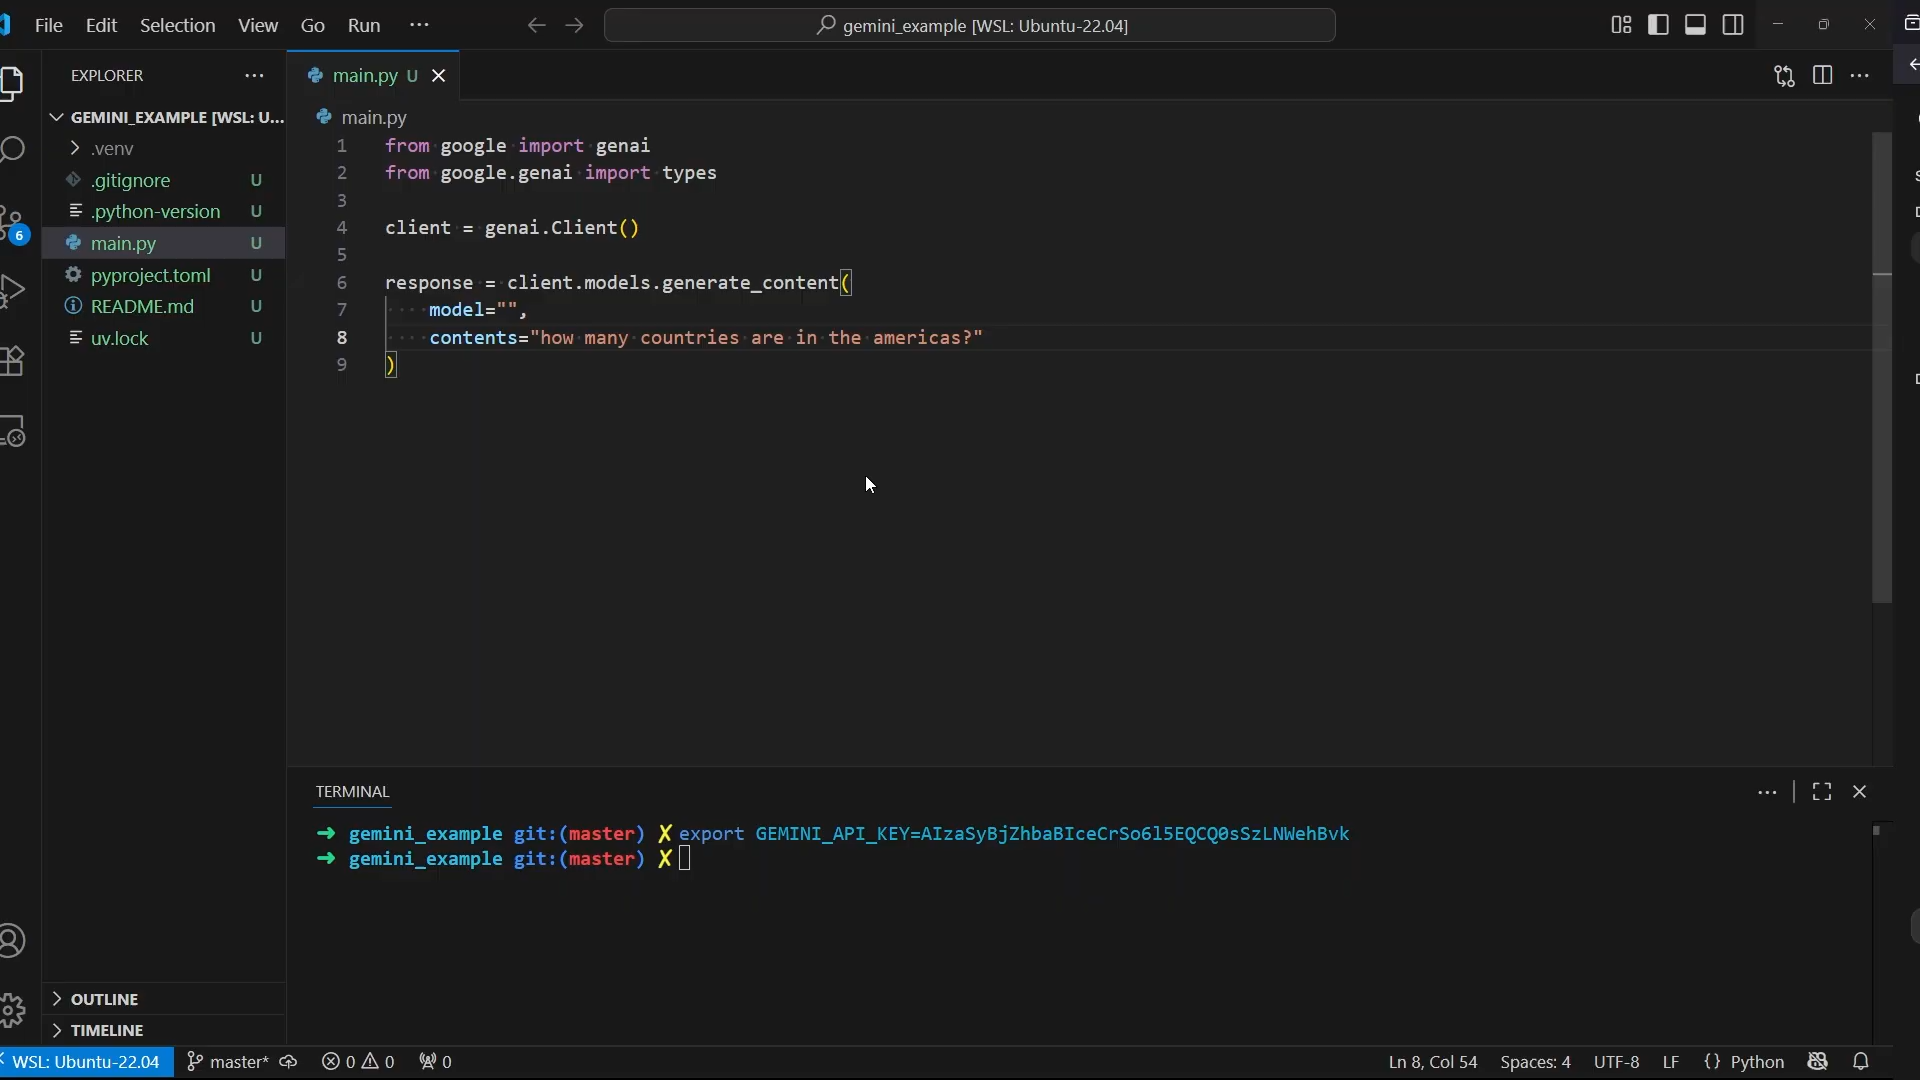 File Edit Selection View Go Run ···
gemini_example [WSL: Ubuntu-22.04]
EXPLORER ···
main.py U
GEMINI_EXAMPLE [WSL: U...
.venv
.gitignore U
.python-version U
main.py U
pyproject.toml U
README.md U
uv.lock U
6
main.py
1 from google import genai
2 from google.genai import types
3
4 client = genai.Client()
5
6 response = client.models.generate_content(
7 model="",
8 contents="how many countries are in the americas?"
9 )
TERMINAL
➜ gemini_example git:(master) ✗ export GEMINI_API_KEY=AIzaSyBjZhbaBIceCrSo6l5EQCQ0sSzLNWehBvk
➜ gemini_example git:(master) ✗
OUTLINE
TIMELINE
WSL: Ubuntu-22.04 master* 0 0 0 Ln 8, Col 54 Spaces: 4 UTF-8 LF {} Python